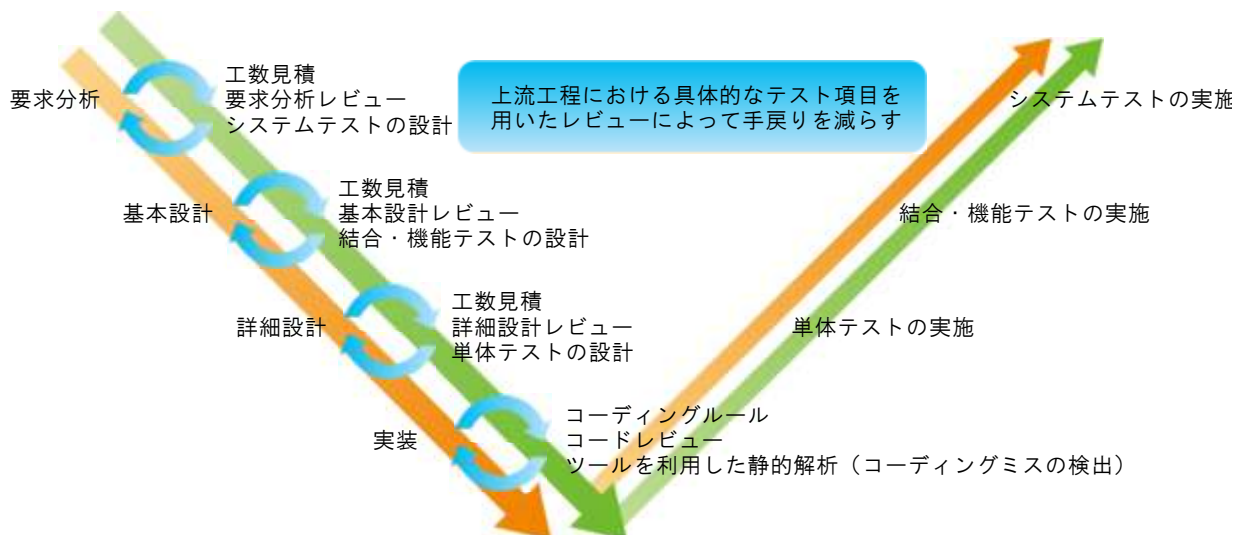 要求分析
工数見積
要求分析レビュー
システムテストの設計
上流工程における具体的なテスト項目を
用いたレビューによって手戻りを減らす
システムテストの実施
基本設計
工数見積
基本設計レビュー
結合・機能テストの設計
結合・機能テストの実施
詳細設計
工数見積
詳細設計レビュー
単体テストの設計
単体テストの実施
実装
コーディングルール
コードレビュー
ツールを利用した静的解析（コーディングミスの検出）